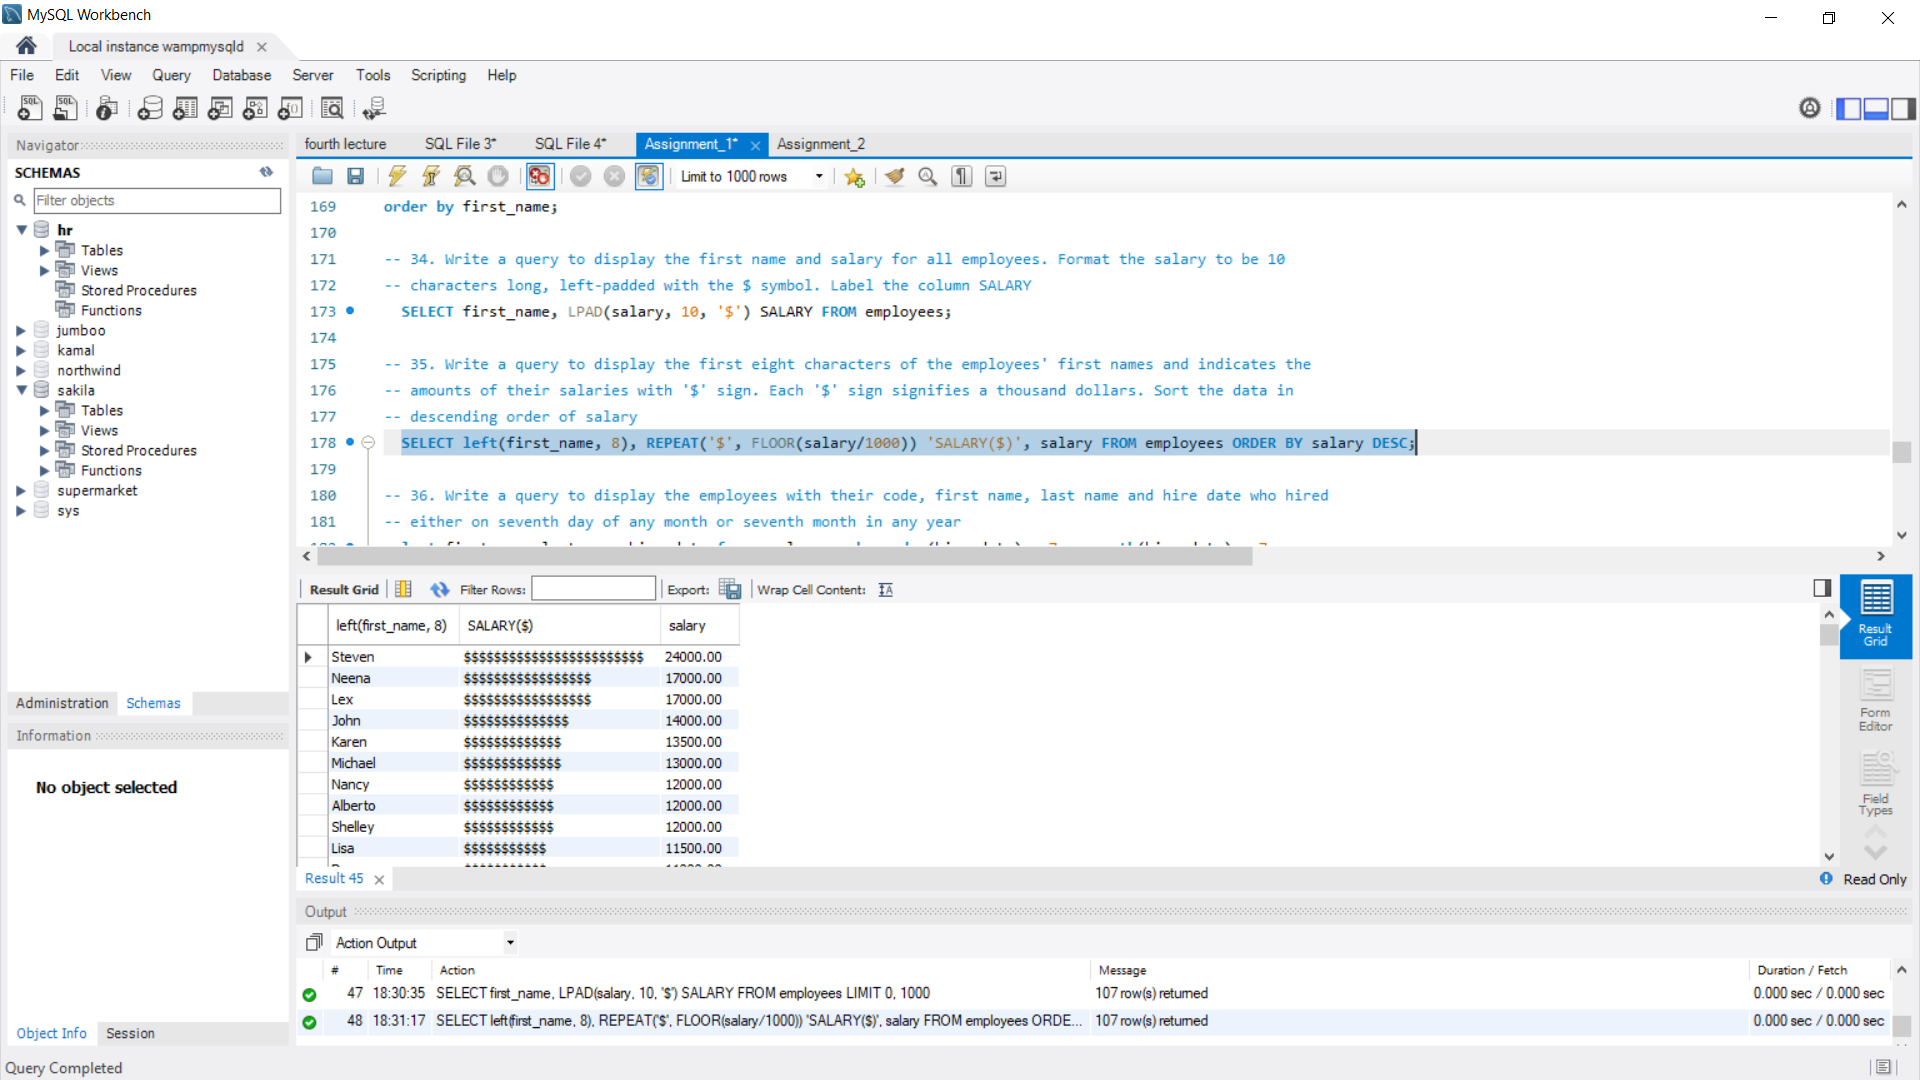 MySQL Workbench
Local instance wampmysqld
File Edit View Query Database Server Tools Scripting Help
Navigator
SCHEMAS
Filter objects
hr
Tables
Views
Stored Procedures
Functions
jumboo
kamal
northwind
sakila
Tables
Views
Stored Procedures
Functions
supermarket
sys
Administration Schemas
Information
No object selected
Object Info Session
fourth lecture SQL File 3* SQL File 4* Assignment_1* Assignment_2
Limit to 1000 rows
169 order by first_name;
170
171 -- 34. Write a query to display the first name and salary for all employees. Format the salary to be 10
172 -- characters long, left-padded with the $ symbol. Label the column SALARY
173 SELECT first_name, LPAD(salary, 10, '$') SALARY FROM employees;
174
175 -- 35. Write a query to display the first eight characters of the employees' first names and indicates the
176 -- amounts of their salaries with '$' sign. Each '$' sign signifies a thousand dollars. Sort the data in
177 -- descending order of salary
178 SELECT left(first_name, 8), REPEAT('$', FLOOR(salary/1000)) 'SALARY($)', salary FROM employees ORDER BY salary DESC;
179
180 -- 36. Write a query to display the employees with their code, first name, last name and hire date who hired
181 -- either on seventh day of any month or seventh month in any year
Result Grid Filter Rows: Export: Wrap Cell Content:
left(first_name, 8) SALARY($) salary
Steven $$$$$$$$$$$$$$$$$$$$$$$$ 24000.00
Neena $$$$$$$$$$$$$$$$$ 17000.00
Lex $$$$$$$$$$$$$$$$$ 17000.00
John $$$$$$$$$$$$$$ 14000.00
Karen $$$$$$$$$$$$$ 13500.00
Michael $$$$$$$$$$$$$ 13000.00
Nancy $$$$$$$$$$$$ 12000.00
Alberto $$$$$$$$$$$$ 12000.00
Shelley $$$$$$$$$$$$ 12000.00
Lisa $$$$$$$$$$$ 11500.00
Result Grid
Form Editor
Field Types
Result 45
Read Only
Output
Action Output
# Time Action Message Duration / Fetch
47 18:30:35 SELECT first_name, LPAD(salary, 10, '$') SALARY FROM employees LIMIT 0, 1000 107 row(s) returned 0.000 sec / 0.000 sec
48 18:31:17 SELECT left(first_name, 8), REPEAT('$', FLOOR(salary/1000)) 'SALARY($)', salary FROM employees ORDE... 107 row(s) returned 0.000 sec / 0.000 sec
Query Completed